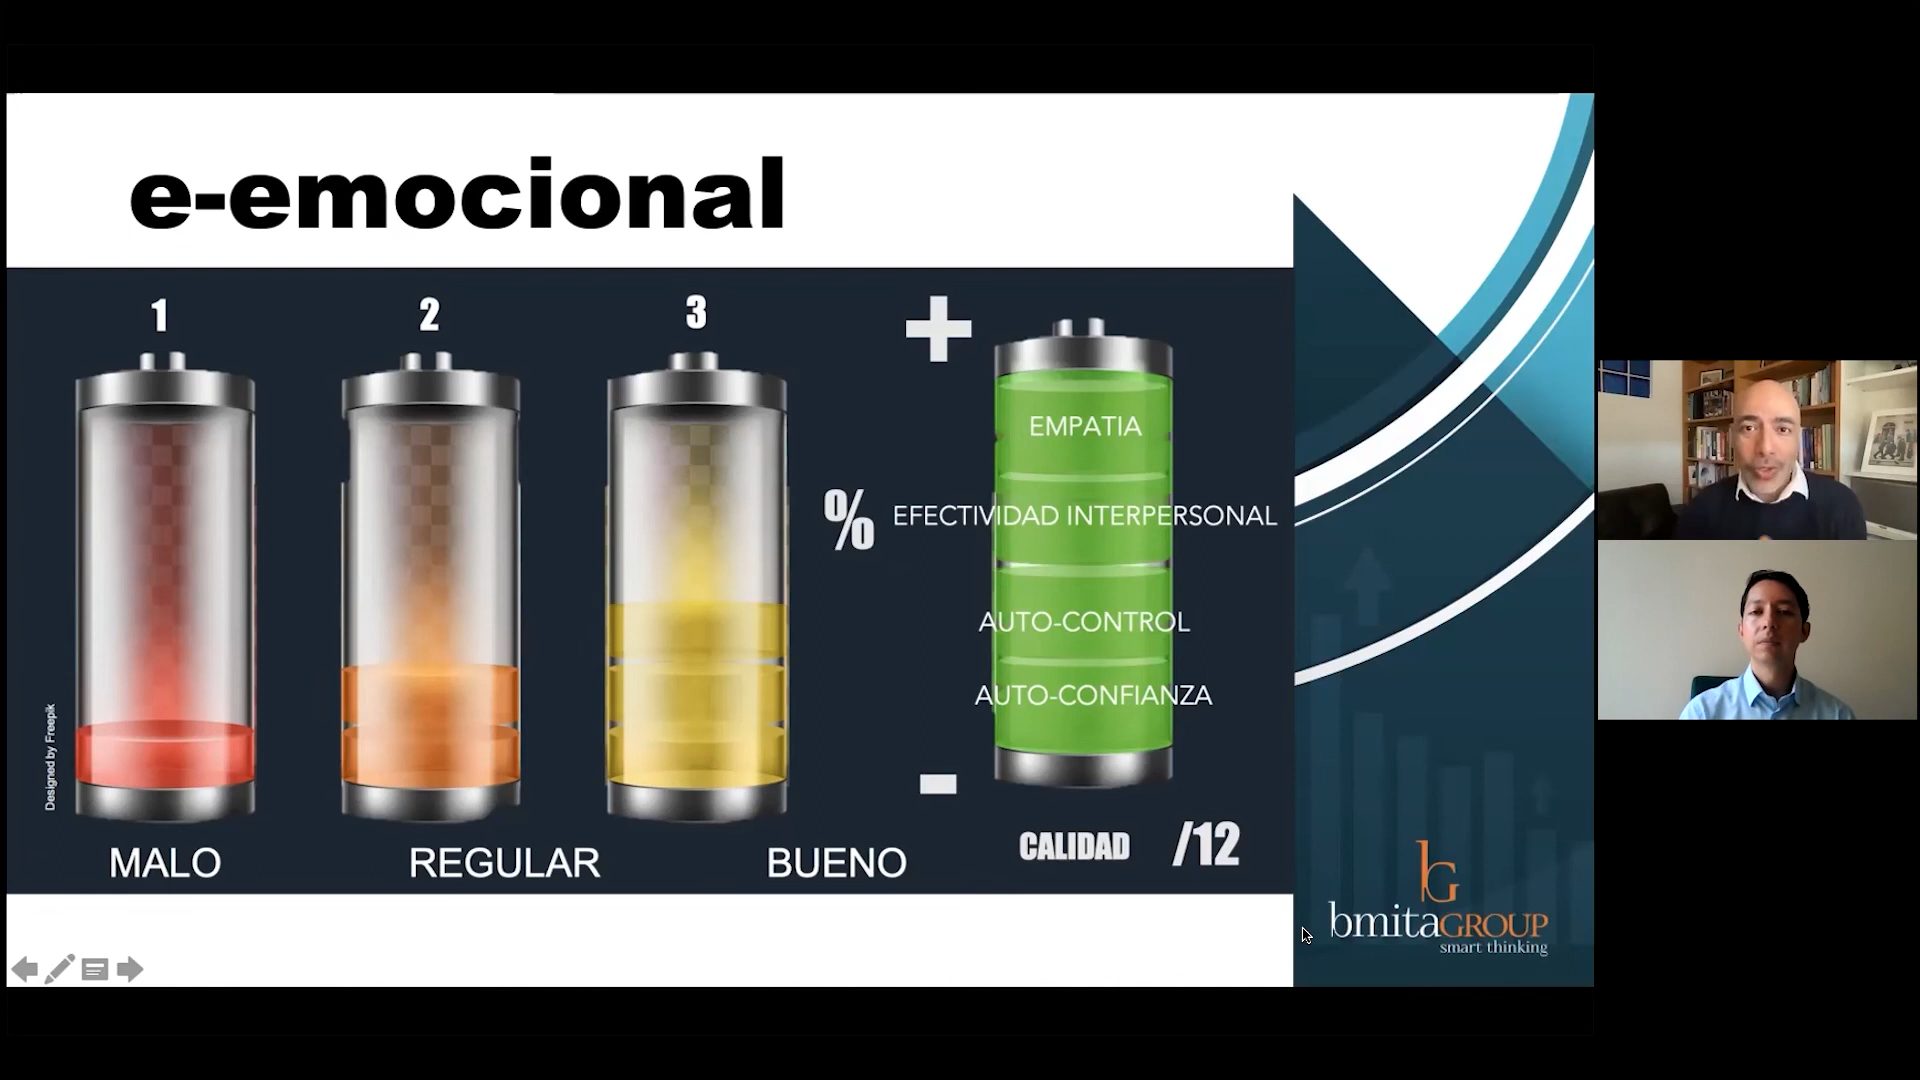 e-emocional
1
2
3
EMPATIA
%
EFECTIVIDAD INTERPERSONAL
AUTO-CONTROL
AUTO-CONFIANZA
Designed by Freepik
MALO
REGULAR
BUENO
CALIDAD
/12
bG
bmitaGROUP
smart thinking